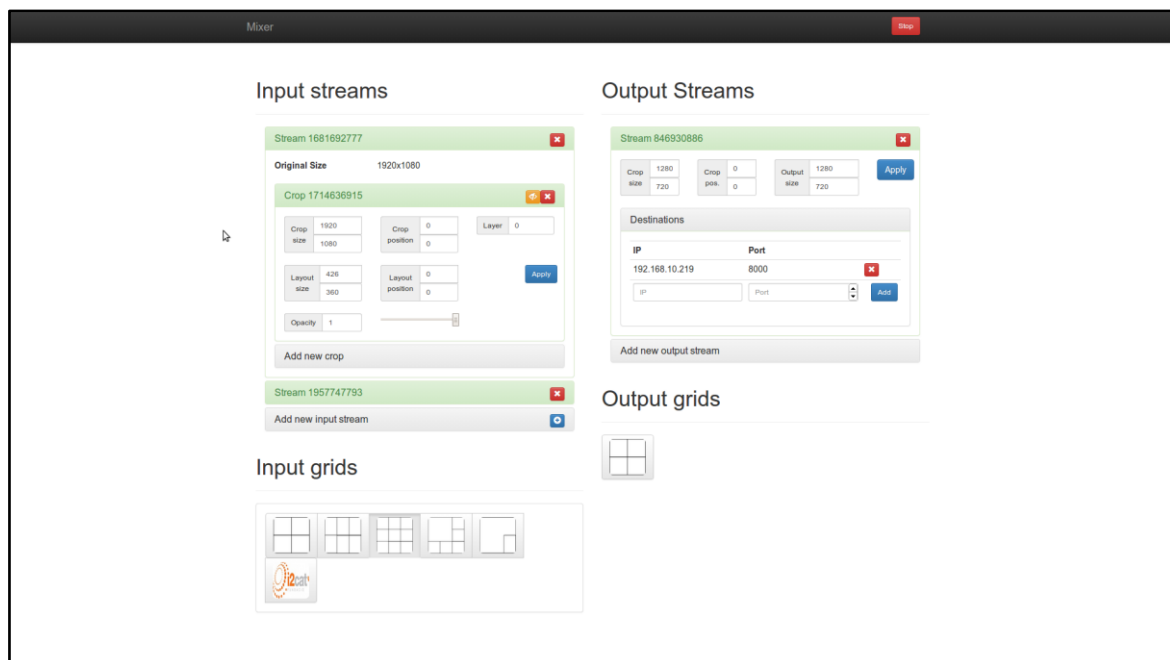 Mixer
Stop
Input streams
Stream 1681692777
Original Size 1920x1080
Crop 1714636915
Crop size 1920 1080
Crop position 0 0
Layer 0
Layout size 426 360
Layout position 0 0
Apply
Opacity 1
Add new crop
Stream 1957747793
Add new input stream
Input grids
i2cat
Output Streams
Stream 846930886
Crop size 1280 720
Crop pos. 0 0
Output size 1280 720
Apply
Destinations
IP Port
192.168.10.219 8000
IP Port Add
Add new output stream
Output grids